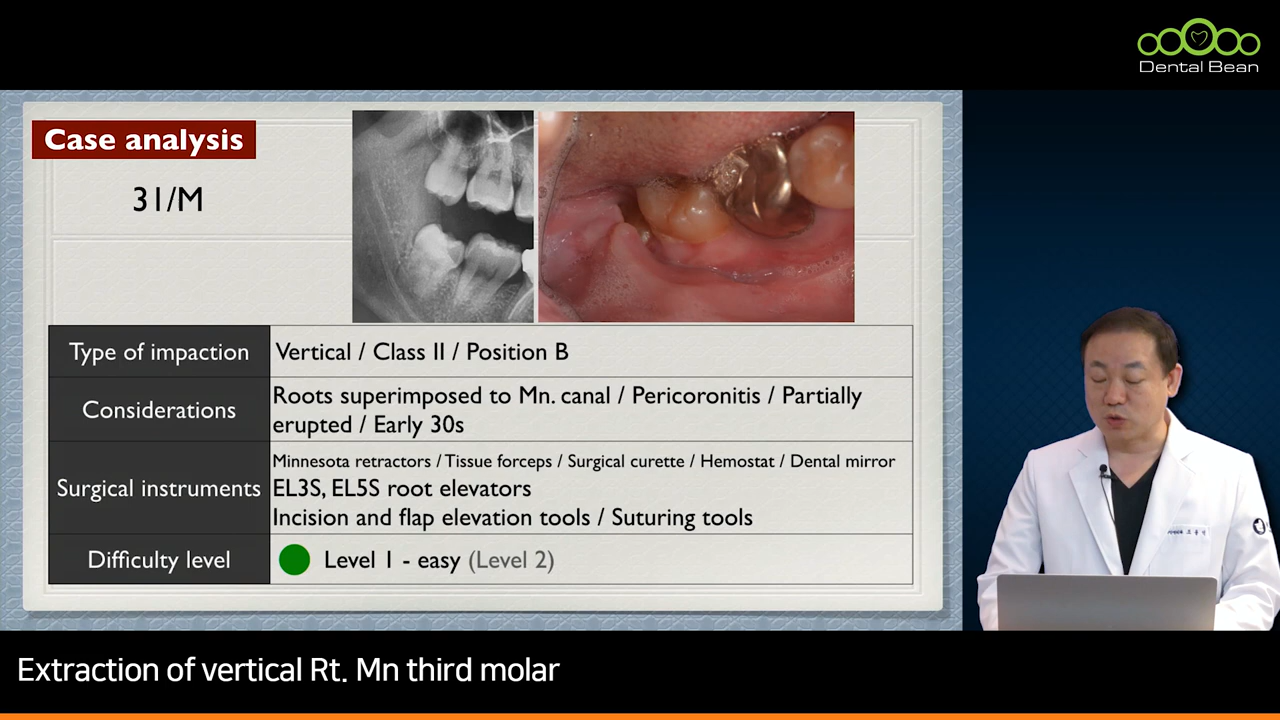 Dental Bean
Case analysis
31/M
Type of impaction
Vertical / Class II / Position B
Considerations
Roots superimposed to Mn. canal / Pericoronitis / Partially
erupted / Early 30s
Surgical instruments
Minnesota retractors / Tissue forceps / Surgical curette / Hemostat / Dental mirror
EL3S, EL5S root elevators
Incision and flap elevation tools / Suturing tools
Difficulty level
Level 1 - easy (Level 2)
Extraction of vertical Rt. Mn third molar